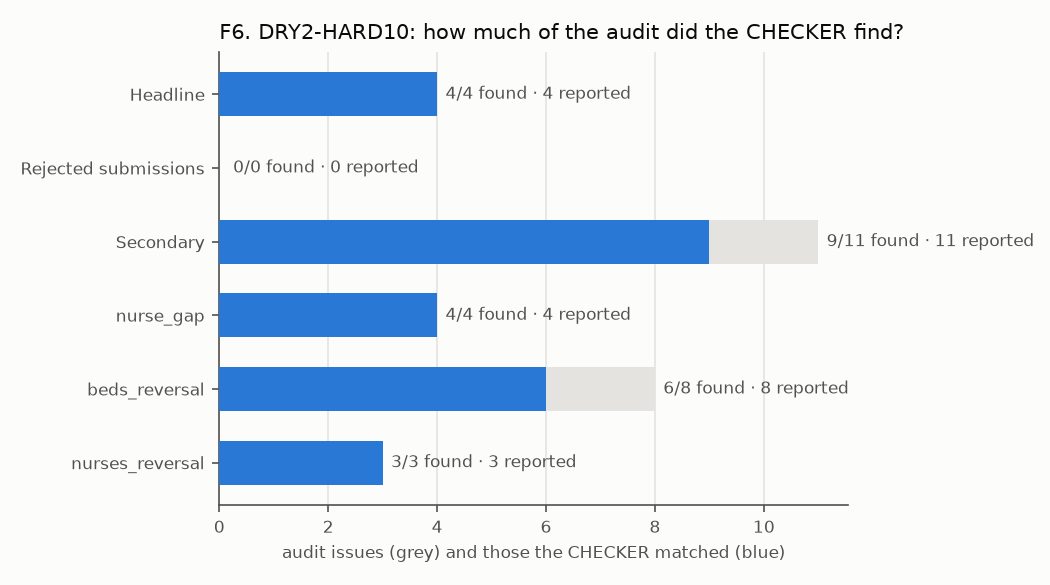 F6. DRY2-HARD10: how much of the audit did the CHECKER find?
Headline
4/4 found · 4 reported
Rejected submissions
0/0 found · 0 reported
Secondary
9/11 found · 11 reported
nurse_gap
4/4 found · 4 reported
beds_reversal
6/8 found · 8 reported
nurses_reversal
3/3 found · 3 reported
0 2 4 6 8 10
audit issues (grey) and those the CHECKER matched (blue)